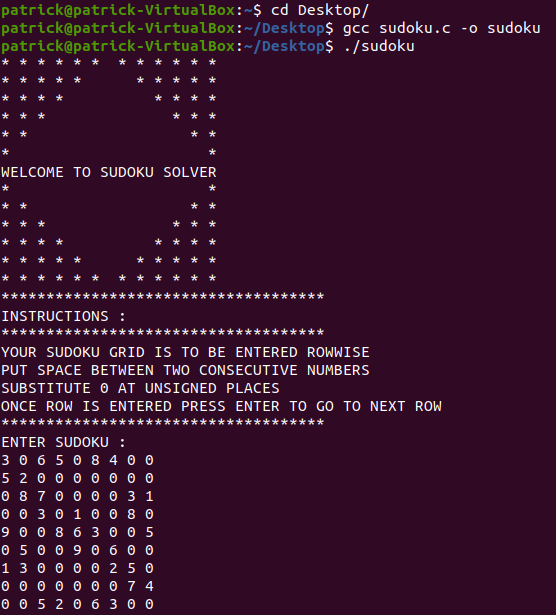 patrick@patrick-VirtualBox:~$ cd Desktop/
patrick@patrick-VirtualBox:~/Desktop$ gcc sudoku.c -o sudoku
patrick@patrick-VirtualBox:~/Desktop$ ./sudoku
* * * * * *  * * * * * *
* * * * *      * * * * *
* * * *          * * * *
* * *              * * *
* *                  * *
*                      *
WELCOME TO SUDOKU SOLVER
*                      *
* *                  * *
* * *              * * *
* * * *          * * * *
* * * * *      * * * * *
* * * * * *  * * * * * *
************************************
INSTRUCTIONS :
************************************
YOUR SUDOKU GRID IS TO BE ENTERED ROWWISE
PUT SPACE BETWEEN TWO CONSECUTIVE NUMBERS
SUBSTITUTE 0 AT UNSIGNED PLACES
ONCE ROW IS ENTERED PRESS ENTER TO GO TO NEXT ROW
************************************
ENTER SUDOKU :
3 0 6 5 0 8 4 0 0
5 2 0 0 0 0 0 0 0
0 8 7 0 0 0 0 3 1
0 0 3 0 1 0 0 8 0
9 0 0 8 6 3 0 0 5
0 5 0 0 9 0 6 0 0
1 3 0 0 0 0 2 5 0
0 0 0 0 0 0 0 7 4
0 0 5 2 0 6 3 0 0